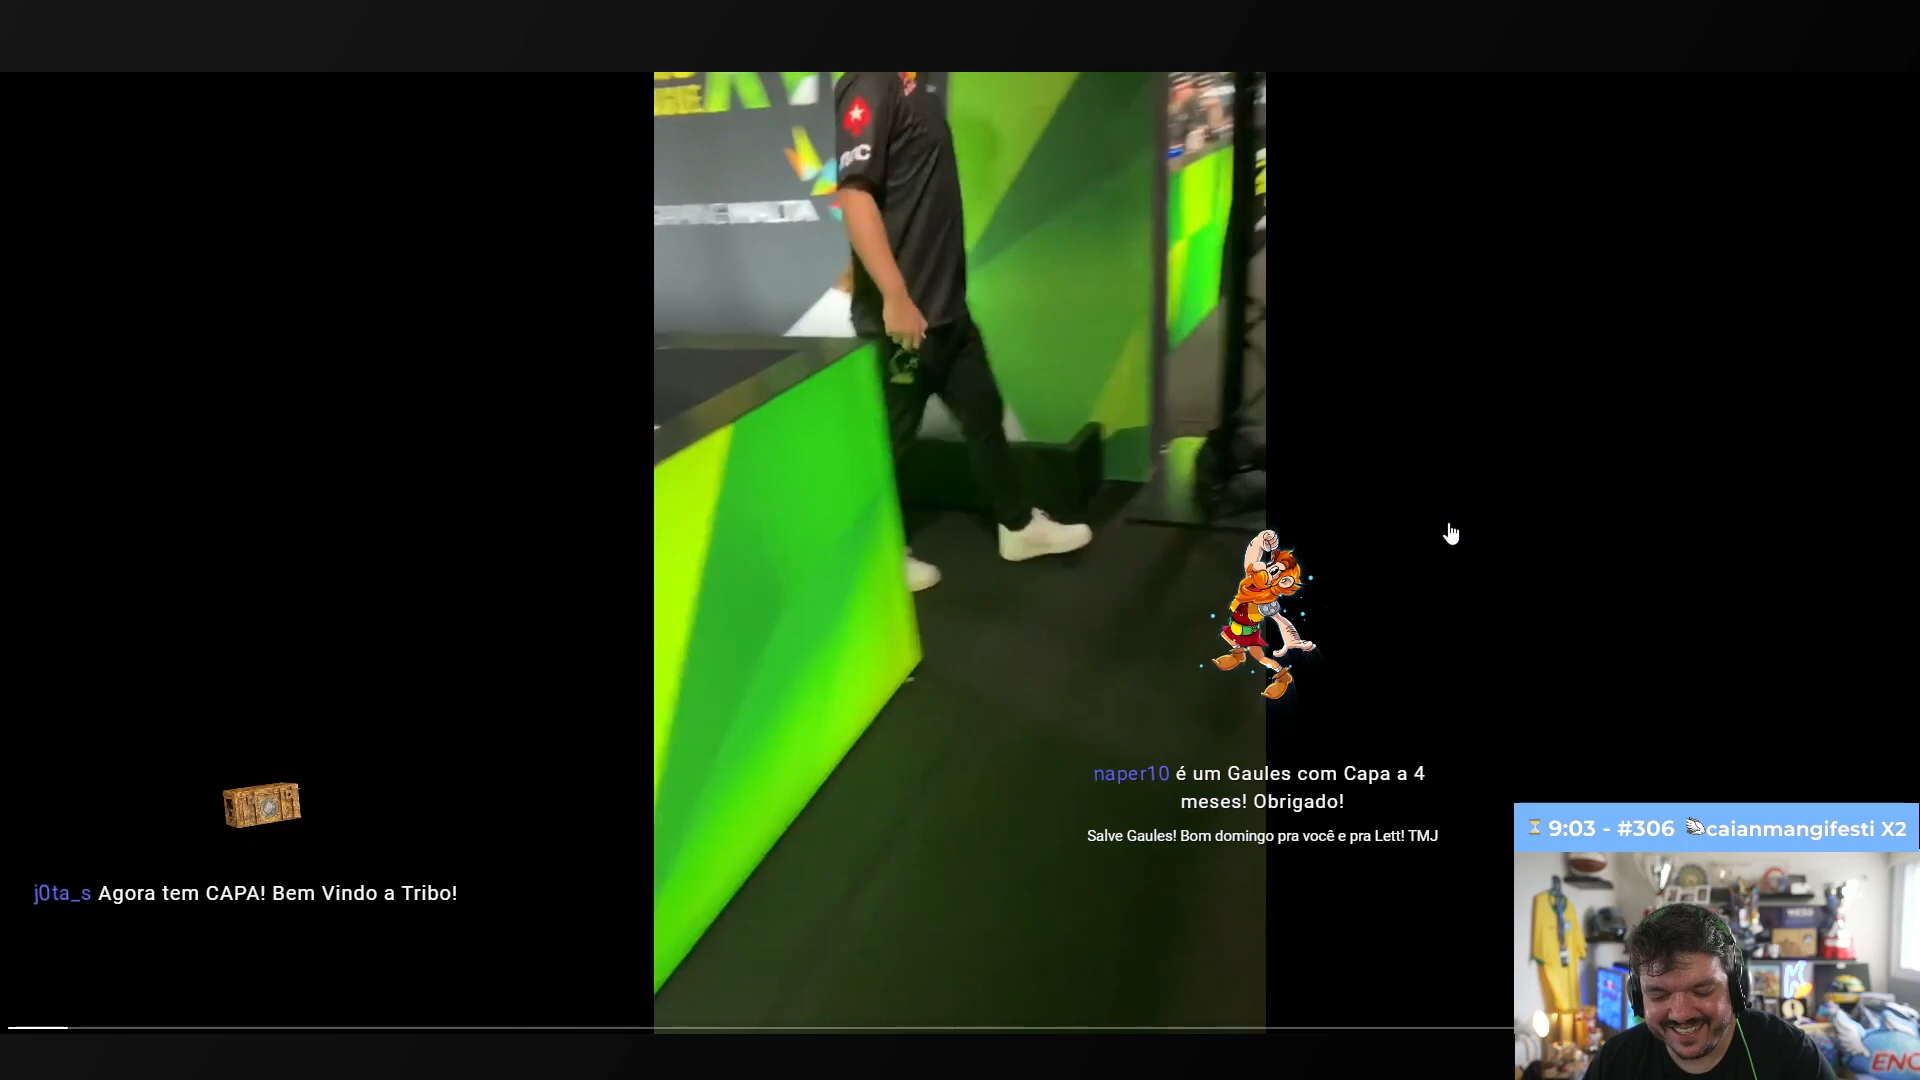 naper10 é um Gaules com Capa a 4
meses! Obrigado!
Salve Gaules! Bom domingo pra você e pra Lett! TMJ
9:03 - #306 caianmangifesti X2
j0ta_s Agora tem CAPA! Bem Vindo a Tribo!
ENC